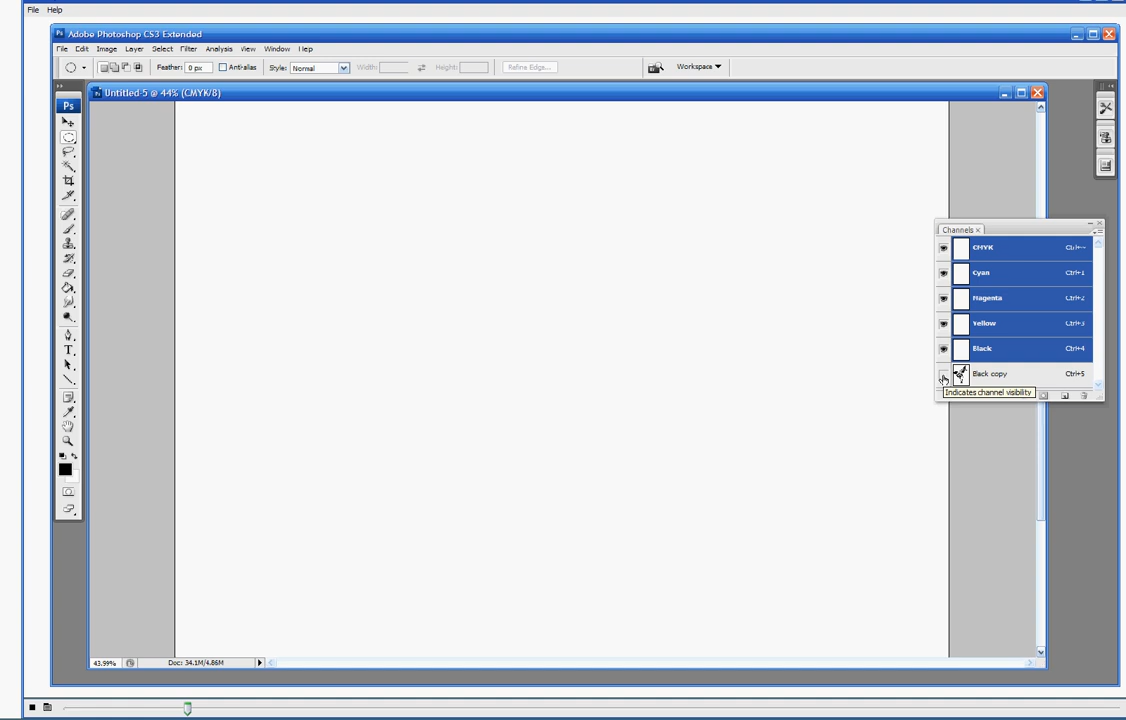 File Help
Adobe Photoshop CS3 Extended
File Edit Image Layer Select Filter Analysis View Window Help
Feather: 0 px Anti-alias Style: Normal Width: Height: Refine Edge... Workspace
Untitled-5 @ 44% (CMYK/8)
Ps
Channels x
CMYK Ctrl+~
Cyan Ctrl+1
Magenta Ctrl+2
Yellow Ctrl+3
Black Ctrl+4
Black copy Ctrl+5
Indicates channel visibility
T
43.99% Doc: 34.1M/4.86M